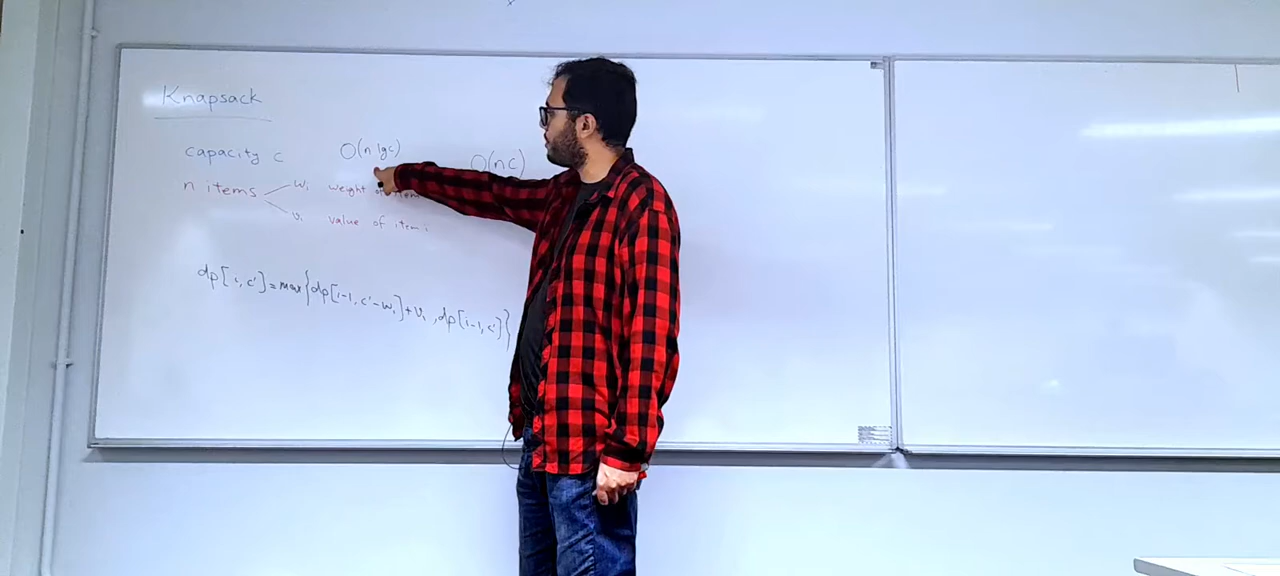 Knapsack
capacity c O(n lgc) O(nc)
n items wi weight of item
vi value of item i
dp[i, c'] = max{dp[i-1, c'-wi]+vi, dp[i-1, c']}